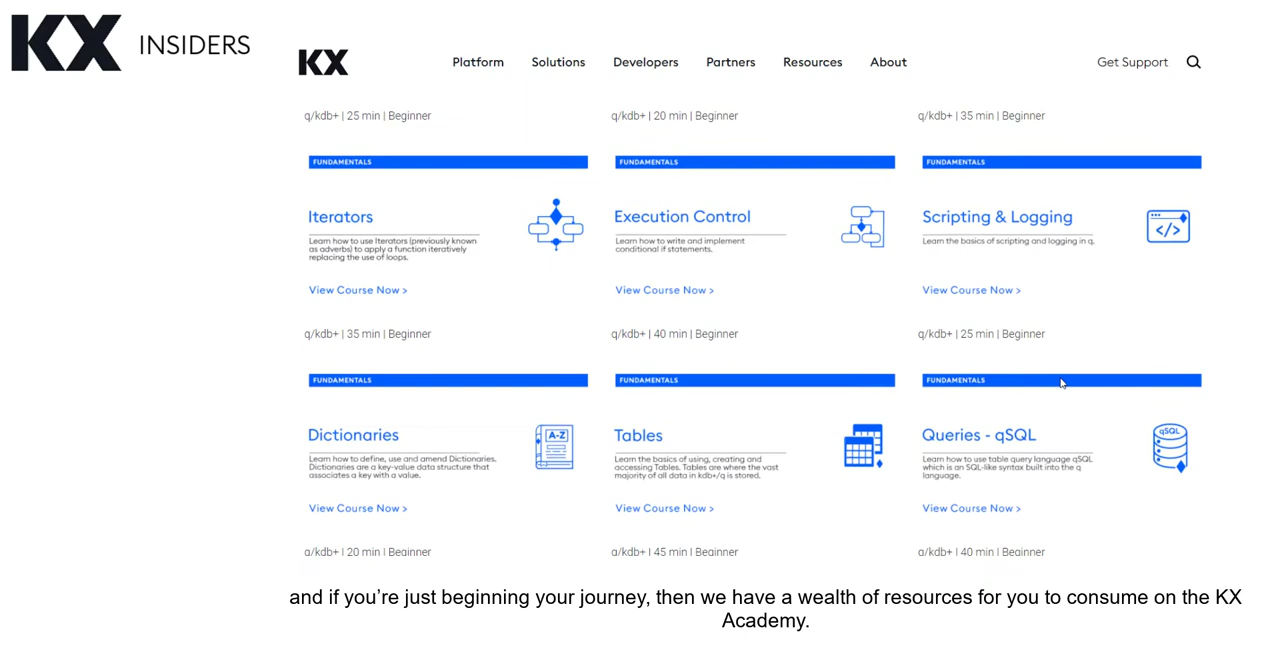 KX INSIDERS
KX
Platform Solutions Developers Partners Resources About Get Support
q/kdb+ | 25 min | Beginner
q/kdb+ | 20 min | Beginner
q/kdb+ | 35 min | Beginner
FUNDAMENTALS
Iterators
Learn how to use Iterators (previously known
as adverbs) to apply a function iteratively
replacing the use of loops.
View Course Now >
FUNDAMENTALS
Execution Control
Learn how to write and implement
conditional if statements.
View Course Now >
FUNDAMENTALS
Scripting & Logging
</>
Learn the basics of scripting and logging in q.
View Course Now >
q/kdb+ | 35 min | Beginner
q/kdb+ | 40 min | Beginner
q/kdb+ | 25 min | Beginner
FUNDAMENTALS
Dictionaries
A-Z
Learn how to define, use and amend Dictionaries.
Dictionaries are a key-value data structure that
associates a key with a value.
View Course Now >
FUNDAMENTALS
Tables
Learn the basics of using, creating and
accessing Tables. Tables are where the vast
majority of all data in kdb+/q is stored.
View Course Now >
FUNDAMENTALS
Queries - qSQL
qSQL
Learn how to use table query language qSQL
which is an SQL-like syntax built into the q
language.
View Course Now >
q/kdb+ | 20 min | Beginner
q/kdb+ | 45 min | Beginner
q/kdb+ | 40 min | Beginner
and if you're just beginning your journey, then we have a wealth of resources for you to consume on the KX
Academy.